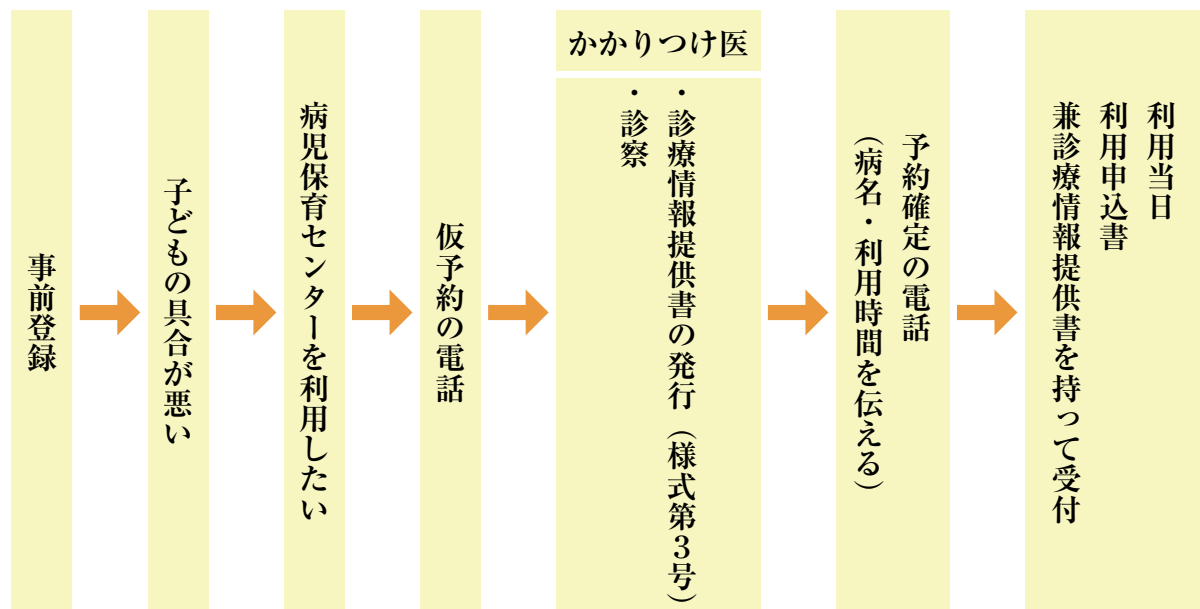 事前登録
子どもの具合が悪い
病児保育センターを利用したい
仮予約の電話
かかりつけ医
・診療情報提供書の発行（様式第３号）
・診察
予約確定の電話
（病名・利用時間を伝える）
利用当日
利用申込書
兼診療情報提供書を持って受付